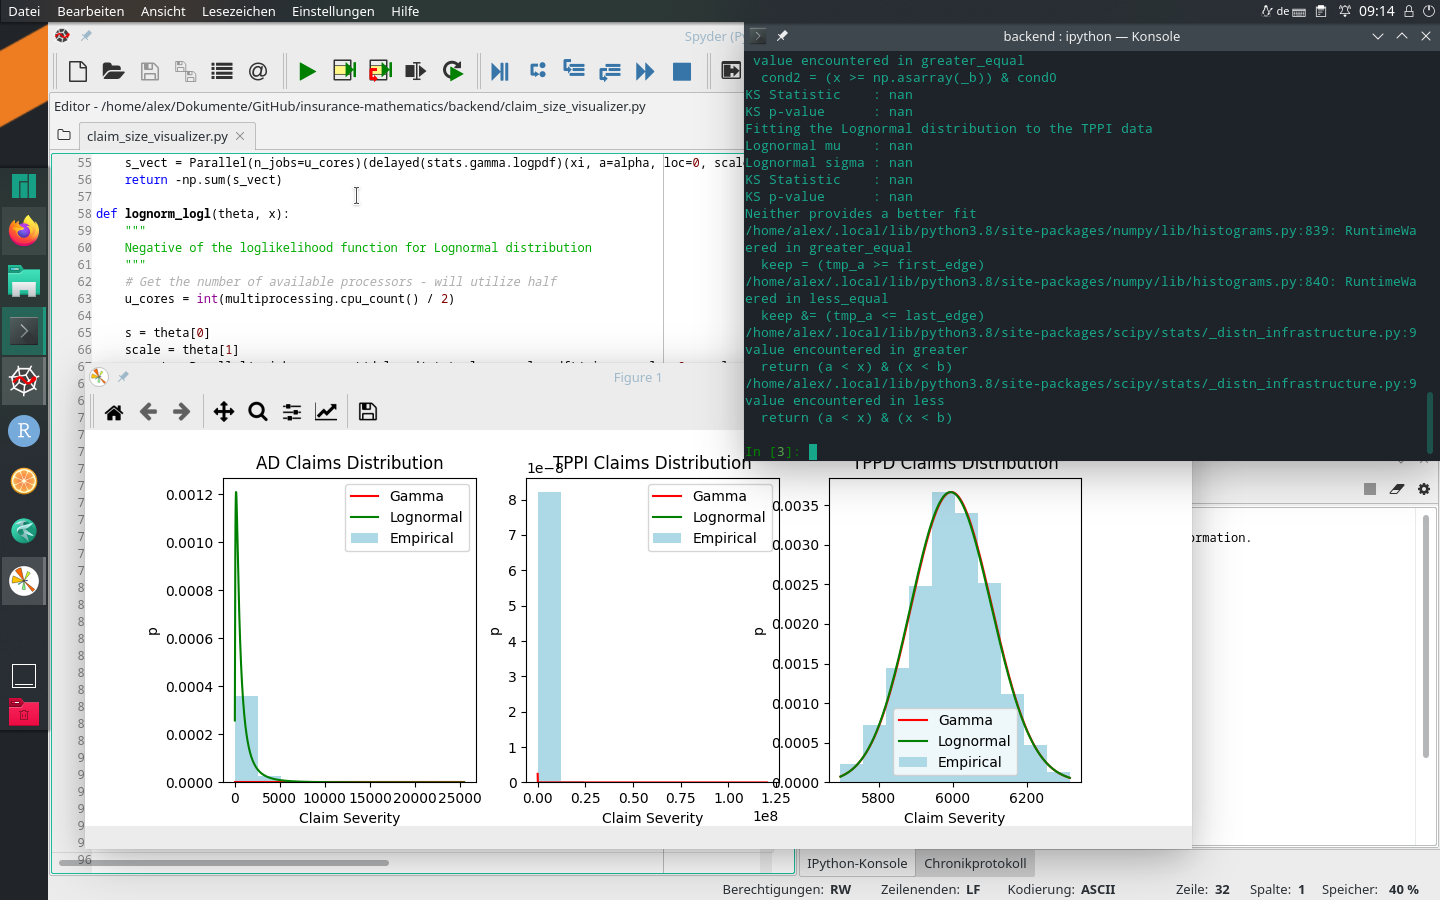 Datei Bearbeiten Ansicht Lesezeichen Einstellungen Hilfe
de 09:14
Spyder (Py
backend : ipython — Konsole
Editor - /home/alex/Dokumente/GitHub/insurance-mathematics/backend/claim_size_visualizer.py
claim_size_visualizer.py
55 s_vect = Parallel(n_jobs=u_cores)(delayed(stats.gamma.logpdf)(xi, a=alpha, loc=0, scal
56 return -np.sum(s_vect)
57
58 def lognorm_logl(theta, x):
59 """
60 Negative of the loglikelihood function for Lognormal distribution
61 """
62 # Get the number of available processors - will utilize half
63 u_cores = int(multiprocessing.cpu_count() / 2)
64
65 s = theta[0]
66 scale = theta[1]
96
value encountered in greater_equal
cond2 = (x >= np.asarray(_b)) & cond0
KS Statistic : nan
KS p-value : nan
Fitting the Lognormal distribution to the TPPI data
Lognormal mu : nan
Lognormal sigma : nan
KS Statistic : nan
KS p-value : nan
Neither provides a better fit
/home/alex/.local/lib/python3.8/site-packages/numpy/lib/histograms.py:839: RuntimeWa
ered in greater_equal
keep = (tmp_a >= first_edge)
/home/alex/.local/lib/python3.8/site-packages/numpy/lib/histograms.py:840: RuntimeWa
ered in less_equal
keep &= (tmp_a <= last_edge)
/home/alex/.local/lib/python3.8/site-packages/scipy/stats/_distn_infrastructure.py:9
value encountered in greater
return (a < x) & (x < b)
/home/alex/.local/lib/python3.8/site-packages/scipy/stats/_distn_infrastructure.py:9
value encountered in less
return (a < x) & (x < b)
In [3]:
Figure 1
AD Claims Distribution
Gamma
Lognormal
Empirical
0.0012
0.0010
0.0008
0.0006
0.0004
0.0002
0.0000
p
0 5000 10000 15000 20000 25000
Claim Severity
1e−8
TPPI Claims Distribution
Gamma
Lognormal
Empirical
8
7
6
5
4
3
2
1
0
p
0.00 0.25 0.50 0.75 1.00 1.25
1e8
Claim Severity
TPPD Claims Distribution
0.0035
0.0030
0.0025
0.0020
0.0015
0.0010
0.0005
0.0000
p
Gamma
Lognormal
Empirical
5800 6000 6200
Claim Severity
ormation.
IPython-Konsole Chronikprotokoll
Berechtigungen: RW Zeilenenden: LF Kodierung: ASCII Zeile: 32 Spalte: 1 Speicher: 40 %